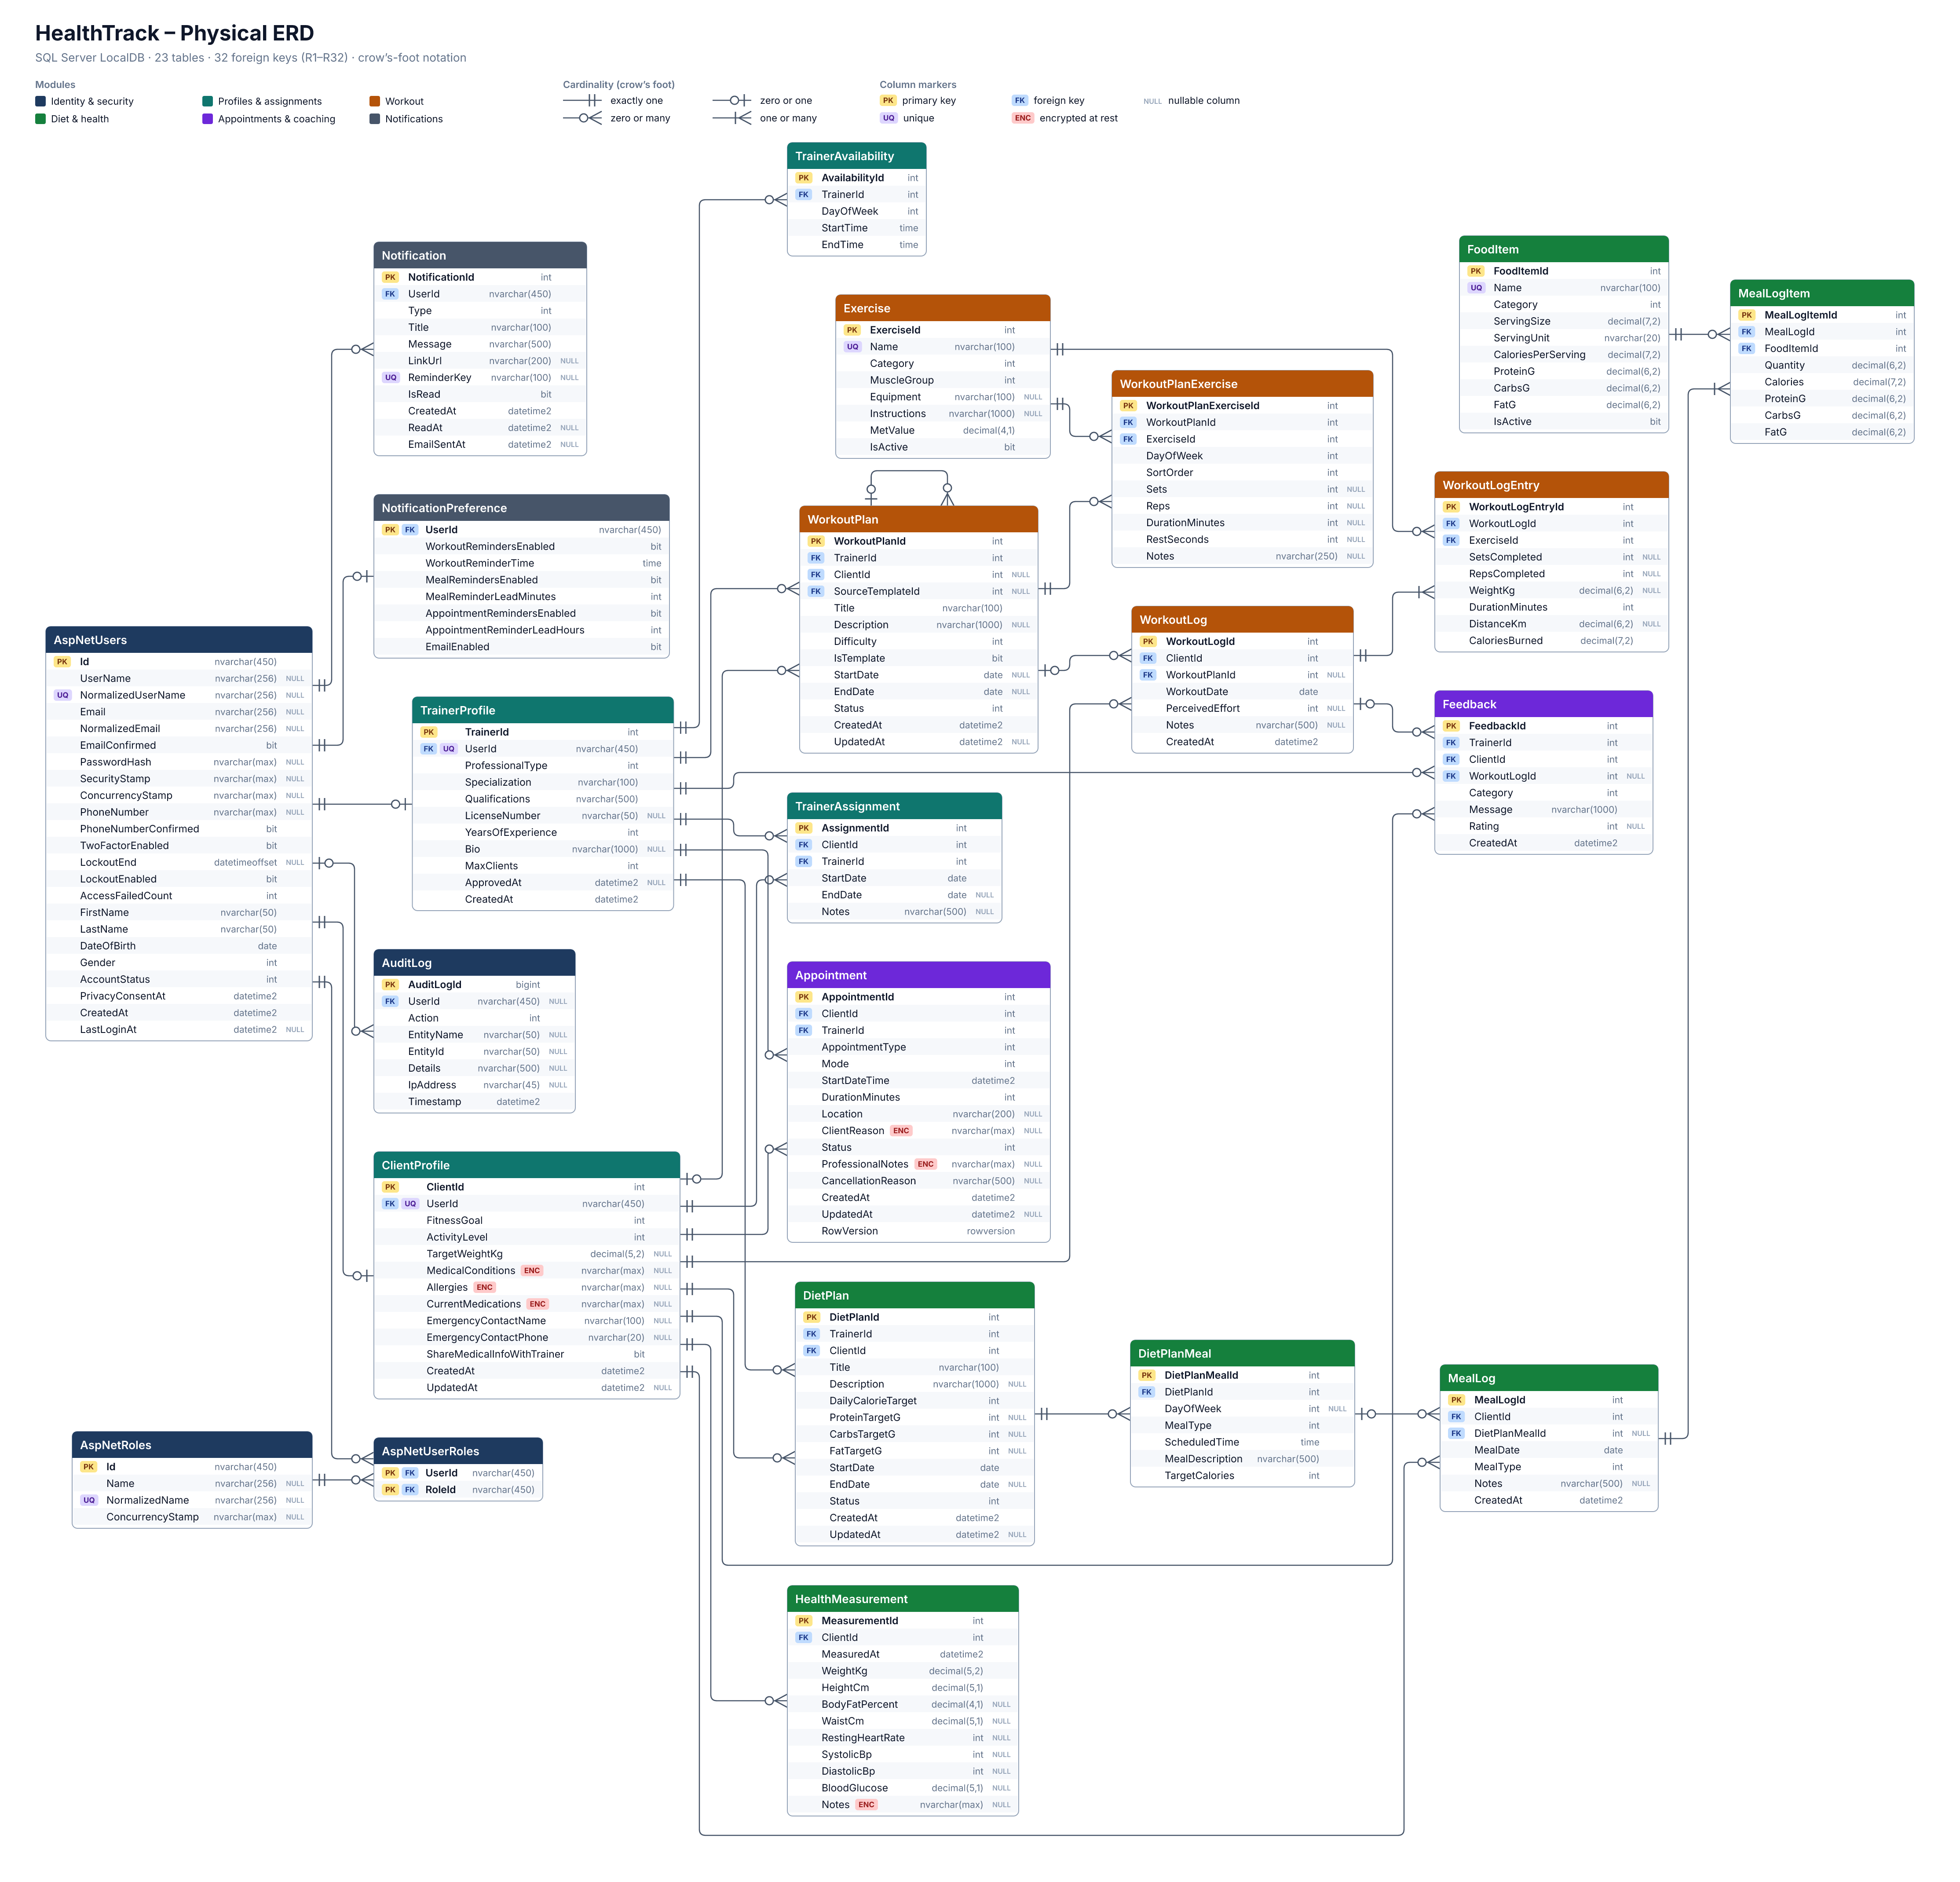 HealthTrack – Physical ERD
SQL Server LocalDB · 23 tables · 32 foreign keys (R1–R32) · crow's-foot notation
Modules
Identity & security
Profiles & assignments
Workout
Diet & health
Appointments & coaching
Notifications
Cardinality (crow's foot)
exactly one
zero or one
zero or many
one or many
Column markers
PK primary key
FK foreign key
NULL nullable column
UQ unique
ENC encrypted at rest
TrainerAvailability
PK AvailabilityId int
FK TrainerId int
DayOfWeek int
StartTime time
EndTime time
Notification
PK NotificationId int
FK UserId nvarchar(450)
Type int
Title nvarchar(100)
Message nvarchar(500)
LinkUrl nvarchar(200) NULL
UQ ReminderKey nvarchar(100) NULL
IsRead bit
CreatedAt datetime2
ReadAt datetime2 NULL
EmailSentAt datetime2 NULL
FoodItem
PK FoodItemId int
UQ Name nvarchar(100)
Category int
ServingSize decimal(7,2)
ServingUnit nvarchar(20)
CaloriesPerServing decimal(7,2)
ProteinG decimal(6,2)
CarbsG decimal(6,2)
FatG decimal(6,2)
IsActive bit
MealLogItem
PK MealLogItemId int
FK MealLogId int
FK FoodItemId int
Quantity decimal(6,2)
Calories decimal(7,2)
ProteinG decimal(6,2)
CarbsG decimal(6,2)
FatG decimal(6,2)
Exercise
PK ExerciseId int
UQ Name nvarchar(100)
Category int
MuscleGroup int
Equipment nvarchar(100) NULL
Instructions nvarchar(1000) NULL
MetValue decimal(4,1)
IsActive bit
WorkoutPlanExercise
PK WorkoutPlanExerciseId int
FK WorkoutPlanId int
FK ExerciseId int
DayOfWeek int
SortOrder int
Sets int NULL
Reps int NULL
DurationMinutes int NULL
RestSeconds int NULL
Notes nvarchar(250) NULL
WorkoutLogEntry
PK WorkoutLogEntryId int
FK WorkoutLogId int
FK ExerciseId int
SetsCompleted int NULL
RepsCompleted int NULL
WeightKg decimal(6,2) NULL
DurationMinutes int
DistanceKm decimal(6,2) NULL
CaloriesBurned decimal(7,2)
NotificationPreference
PK FK UserId nvarchar(450)
WorkoutRemindersEnabled bit
WorkoutReminderTime time
MealRemindersEnabled bit
MealReminderLeadMinutes int
AppointmentRemindersEnabled bit
AppointmentReminderLeadHours int
EmailEnabled bit
WorkoutPlan
PK WorkoutPlanId int
FK TrainerId int
FK ClientId int NULL
FK SourceTemplateId int NULL
Title nvarchar(100)
Description nvarchar(1000) NULL
Difficulty int
IsTemplate bit
StartDate date NULL
EndDate date NULL
Status int
CreatedAt datetime2
UpdatedAt datetime2 NULL
WorkoutLog
PK WorkoutLogId int
FK ClientId int
FK WorkoutPlanId int NULL
WorkoutDate date
PerceivedEffort int NULL
Notes nvarchar(500) NULL
CreatedAt datetime2
AspNetUsers
PK Id nvarchar(450)
UserName nvarchar(256) NULL
UQ NormalizedUserName nvarchar(256) NULL
Email nvarchar(256) NULL
NormalizedEmail nvarchar(256) NULL
EmailConfirmed bit
PasswordHash nvarchar(max) NULL
SecurityStamp nvarchar(max) NULL
ConcurrencyStamp nvarchar(max) NULL
PhoneNumber nvarchar(max) NULL
PhoneNumberConfirmed bit
TwoFactorEnabled bit
LockoutEnd datetimeoffset NULL
LockoutEnabled bit
AccessFailedCount int
FirstName nvarchar(50)
LastName nvarchar(50)
DateOfBirth date
Gender int
AccountStatus int
PrivacyConsentAt datetime2
CreatedAt datetime2
LastLoginAt datetime2 NULL
TrainerProfile
PK TrainerId int
FK UQ UserId nvarchar(450)
ProfessionalType int
Specialization nvarchar(100)
Qualifications nvarchar(500)
LicenseNumber nvarchar(50) NULL
YearsOfExperience int
Bio nvarchar(1000) NULL
MaxClients int
ApprovedAt datetime2 NULL
CreatedAt datetime2
Feedback
PK FeedbackId int
FK TrainerId int
FK ClientId int
FK WorkoutLogId int NULL
Category int
Message nvarchar(1000)
Rating int NULL
CreatedAt datetime2
TrainerAssignment
PK AssignmentId int
FK ClientId int
FK TrainerId int
StartDate date
EndDate date NULL
Notes nvarchar(500) NULL
AuditLog
PK AuditLogId bigint
FK UserId nvarchar(450) NULL
Action int
EntityName nvarchar(50) NULL
EntityId nvarchar(50) NULL
Details nvarchar(500) NULL
IpAddress nvarchar(45) NULL
Timestamp datetime2
Appointment
PK AppointmentId int
FK ClientId int
FK TrainerId int
AppointmentType int
Mode int
StartDateTime datetime2
DurationMinutes int
Location nvarchar(200) NULL
ClientReason ENC nvarchar(max) NULL
Status int
ProfessionalNotes ENC nvarchar(max) NULL
CancellationReason nvarchar(500) NULL
CreatedAt datetime2
UpdatedAt datetime2 NULL
RowVersion rowversion
ClientProfile
PK ClientId int
FK UQ UserId nvarchar(450)
FitnessGoal int
ActivityLevel int
TargetWeightKg decimal(5,2) NULL
MedicalConditions ENC nvarchar(max) NULL
Allergies ENC nvarchar(max) NULL
CurrentMedications ENC nvarchar(max) NULL
EmergencyContactName nvarchar(100) NULL
EmergencyContactPhone nvarchar(20) NULL
ShareMedicalInfoWithTrainer bit
CreatedAt datetime2
UpdatedAt datetime2 NULL
DietPlan
PK DietPlanId int
FK TrainerId int
FK ClientId int
Title nvarchar(100)
Description nvarchar(1000) NULL
DailyCalorieTarget int
ProteinTargetG int NULL
CarbsTargetG int NULL
FatTargetG int NULL
StartDate date
EndDate date NULL
Status int
CreatedAt datetime2
UpdatedAt datetime2 NULL
DietPlanMeal
PK DietPlanMealId int
FK DietPlanId int
DayOfWeek int NULL
MealType int
ScheduledTime time
MealDescription nvarchar(500)
TargetCalories int
MealLog
PK MealLogId int
FK ClientId int
FK DietPlanMealId int NULL
MealDate date
MealType int
Notes nvarchar(500) NULL
CreatedAt datetime2
AspNetRoles
PK Id nvarchar(450)
Name nvarchar(256) NULL
UQ NormalizedName nvarchar(256) NULL
ConcurrencyStamp nvarchar(max) NULL
AspNetUserRoles
PK FK UserId nvarchar(450)
PK FK RoleId nvarchar(450)
HealthMeasurement
PK MeasurementId int
FK ClientId int
MeasuredAt datetime2
WeightKg decimal(5,2)
HeightCm decimal(5,1)
BodyFatPercent decimal(4,1) NULL
WaistCm decimal(5,1) NULL
RestingHeartRate int NULL
SystolicBp int NULL
DiastolicBp int NULL
BloodGlucose decimal(5,1) NULL
Notes ENC nvarchar(max) NULL